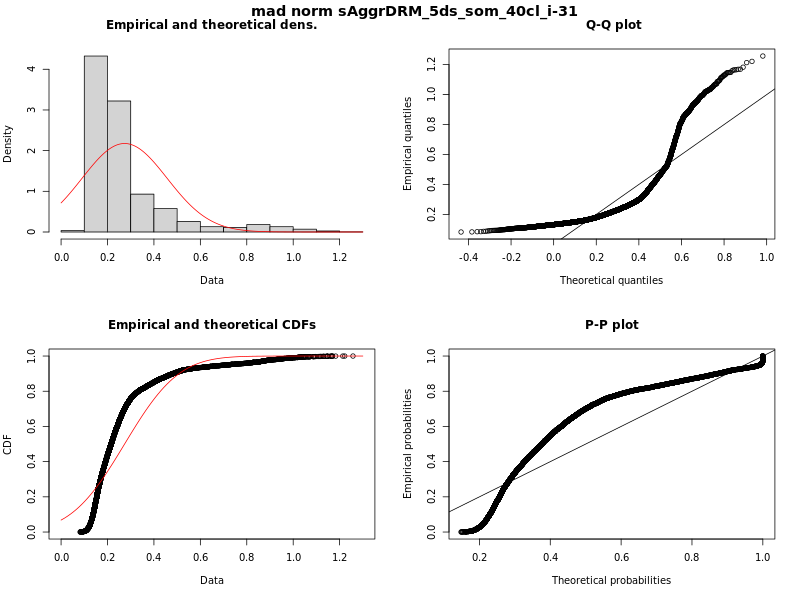 mad norm sAggrDRM_5ds_som_40cl_i-31
Empirical and theoretical dens.
Density
0 1 2 3 4
0.0 0.2 0.4 0.6 0.8 1.0 1.2
Data
Q-Q plot
Empirical quantiles
0.2 0.4 0.6 0.8 1.0 1.2
-0.4 -0.2 0.0 0.2 0.4 0.6 0.8 1.0
Theoretical quantiles
Empirical and theoretical CDFs
CDF
0.0 0.2 0.4 0.6 0.8 1.0
0.0 0.2 0.4 0.6 0.8 1.0 1.2
Data
P-P plot
Empirical probabilities
0.0 0.2 0.4 0.6 0.8 1.0
0.2 0.4 0.6 0.8 1.0
Theoretical probabilities